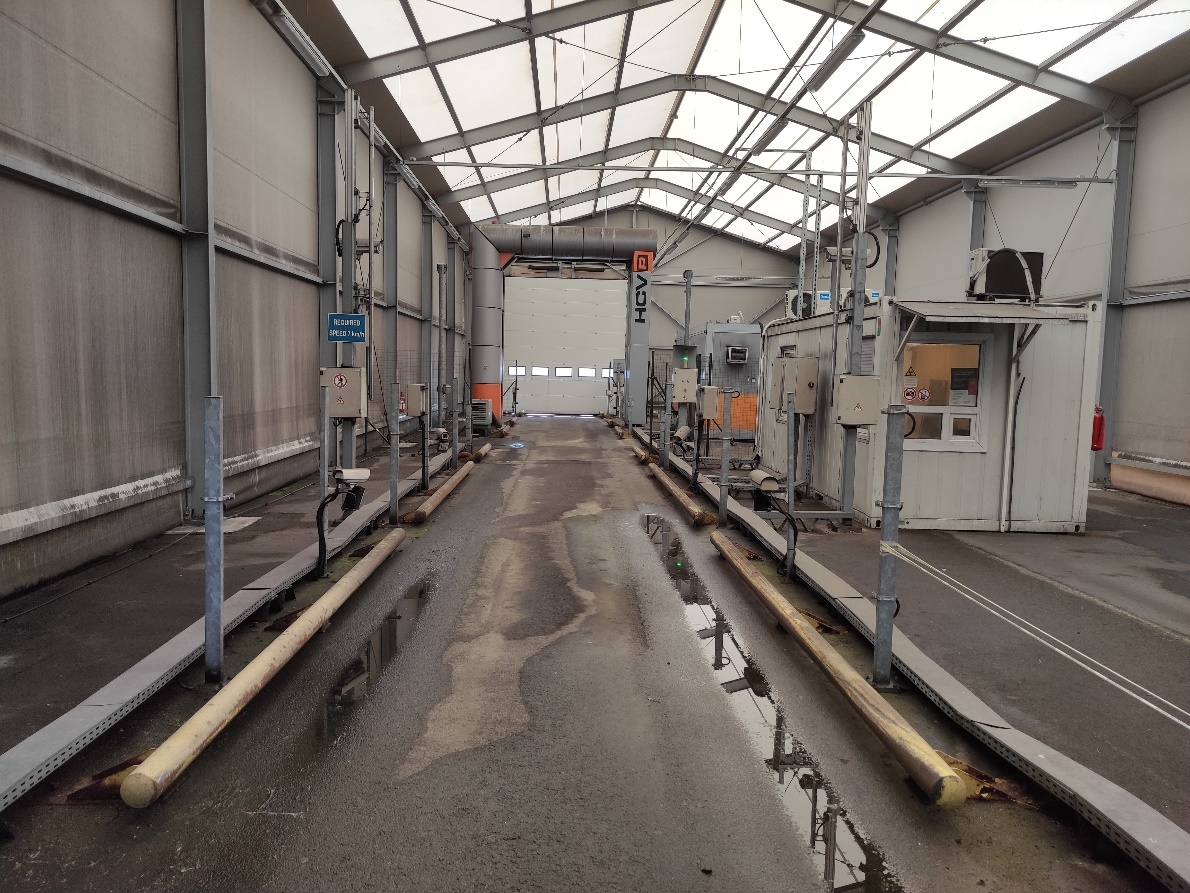 REQUIRED
SPEED 7 km/h
HCV